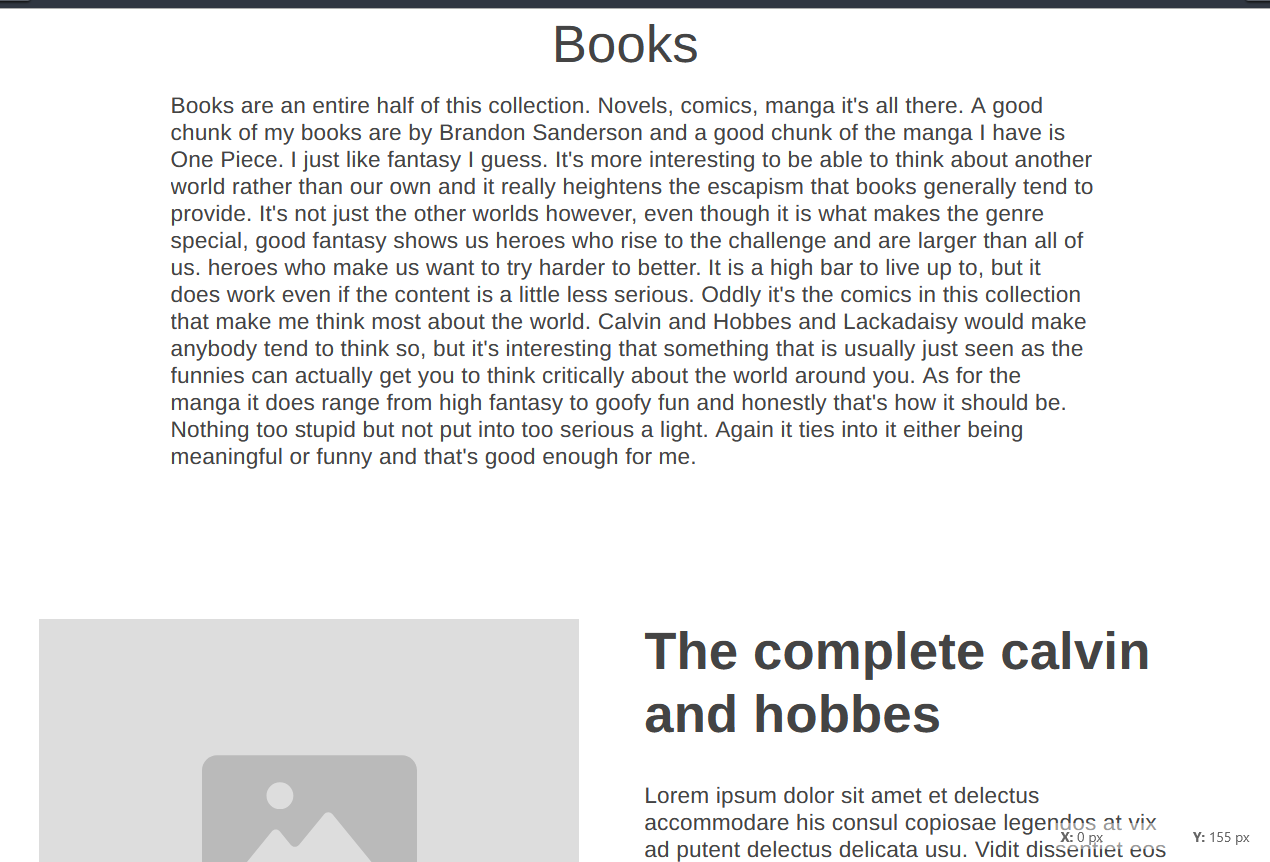 Books
Books are an entire half of this collection. Novels, comics, manga it's all there. A good
chunk of my books are by Brandon Sanderson and a good chunk of the manga I have is
One Piece. I just like fantasy I guess. It's more interesting to be able to think about another
world rather than our own and it really heightens the escapism that books generally tend to
provide. It's not just the other worlds however, even though it is what makes the genre
special, good fantasy shows us heroes who rise to the challenge and are larger than all of
us. heroes who make us want to try harder to better. It is a high bar to live up to, but it
does work even if the content is a little less serious. Oddly it's the comics in this collection
that make me think most about the world. Calvin and Hobbes and Lackadaisy would make
anybody tend to think so, but it's interesting that something that is usually just seen as the
funnies can actually get you to think critically about the world around you. As for the
manga it does range from high fantasy to goofy fun and honestly that's how it should be.
Nothing too stupid but not put into too serious a light. Again it ties into it either being
meaningful or funny and that's good enough for me.
The complete calvin
and hobbes
Lorem ipsum dolor sit amet et delectus
accommodare his consul copiosae legendos at vix
ad putent delectus delicata usu. Vidit dissentiet eos
X: 0 px Y: 155 px